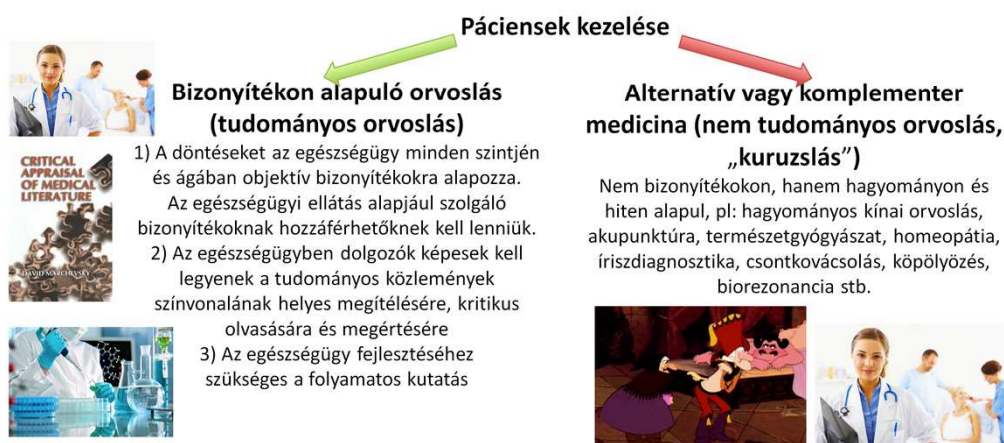 Páciensek kezelése
Bizonyítékon alapuló orvoslás
(tudományos orvoslás)
1) A döntéseket az egészségügy minden szintjén
és ágában objektív bizonyítékokra alapozza.
Az egészségügyi ellátás alapjául szolgáló
bizonyítékoknak hozzáférhetőknek kell lenniük.
2) Az egészségügyben dolgozók képesek kell
legyenek a tudományos közlemények
színvonalának helyes megítélésére, kritikus
olvasására és megértésére
3) Az egészségügy fejlesztéséhez
szükséges a folyamatos kutatás
CRITICAL
APPRAISAL
OF MEDICAL
LITERATURE
DAVID MARCHEVSKY
Alternatív vagy komplementer
medicina (nem tudományos orvoslás,
„kuruzslás”)
Nem bizonyítékokon, hanem hagyományon és
hiten alapul, pl: hagyományos kínai orvoslás,
akupunktúra, természetgyógyászat, homeopátia,
íriszdiagnosztika, csontkovácsolás, köpölyözés,
biorezonancia stb.